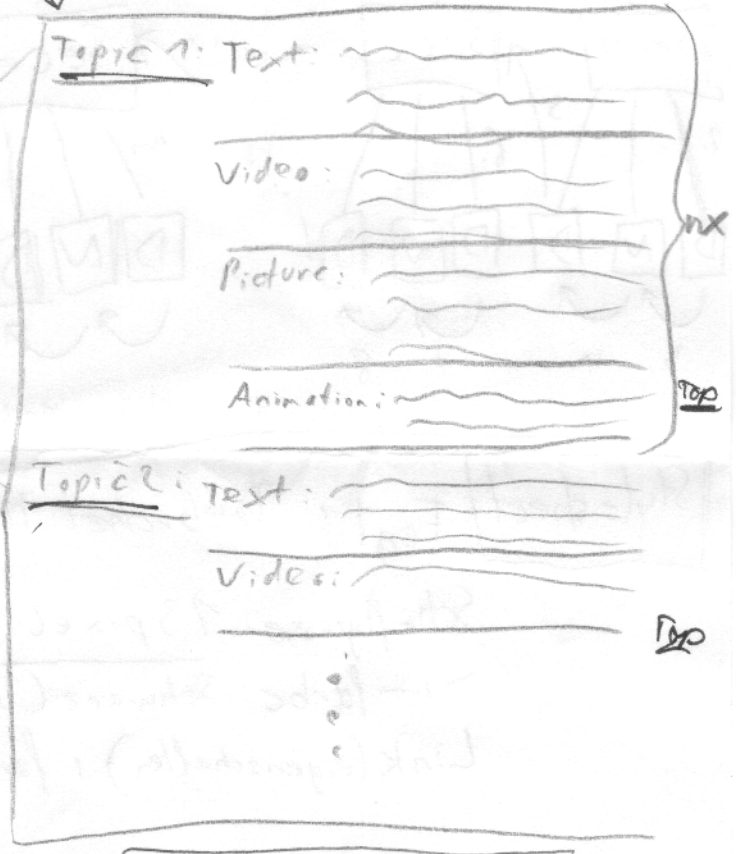 Topic 1: Text:
Video:
nx
Picture:
Top
Animation:
Topic 2: Text:
Video:
Top